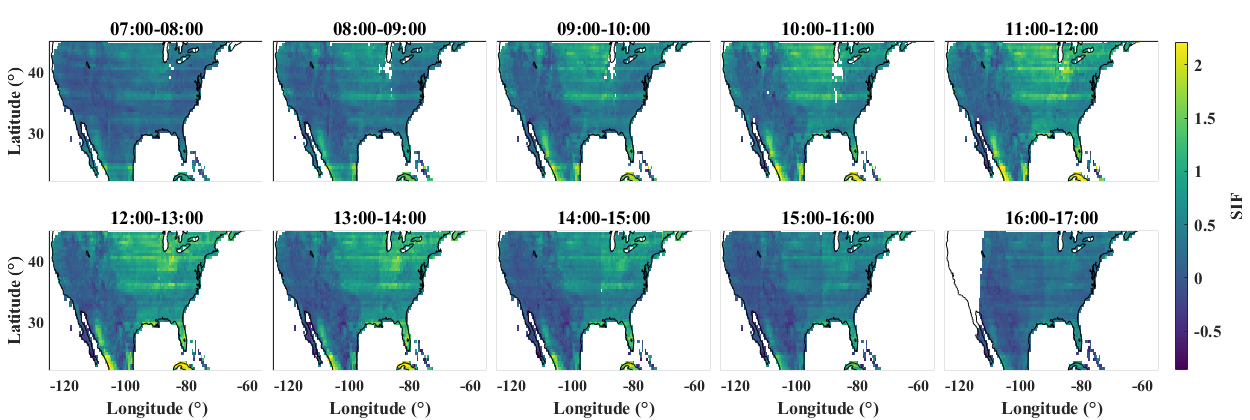 07:00-08:00 08:00-09:00 09:00-10:00 10:00-11:00 11:00-12:00
Latitude (°)
40
30
12:00-13:00 13:00-14:00 14:00-15:00 15:00-16:00 16:00-17:00
Latitude (°)
40
30
-120 -100 -80 -60 -120 -100 -80 -60 -120 -100 -80 -60 -120 -100 -80 -60 -120 -100 -80 -60
Longitude (°) Longitude (°) Longitude (°) Longitude (°) Longitude (°)
2
1.5
1
0.5
0
-0.5
SIF